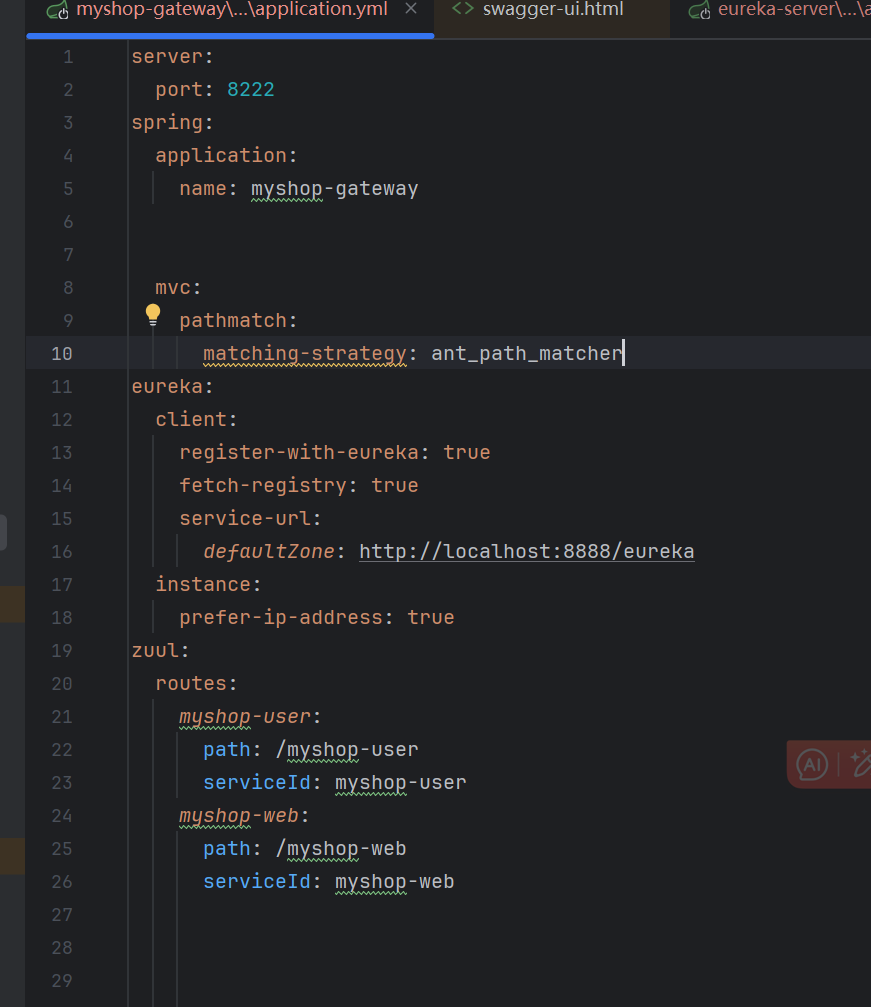 myshop-gateway\...\application.yml
swagger-ui.html
eureka-server\...\a
1 server:
2 port: 8222
3 spring:
4 application:
5 name: myshop-gateway
6
7
8 mvc:
9 pathmatch:
10 matching-strategy: ant_path_matcher
11 eureka:
12 client:
13 register-with-eureka: true
14 fetch-registry: true
15 service-url:
16 defaultZone: http://localhost:8888/eureka
17 instance:
18 prefer-ip-address: true
19 zuul:
20 routes:
21 myshop-user:
22 path: /myshop-user
23 serviceId: myshop-user
24 myshop-web:
25 path: /myshop-web
26 serviceId: myshop-web
27
28
29
AI